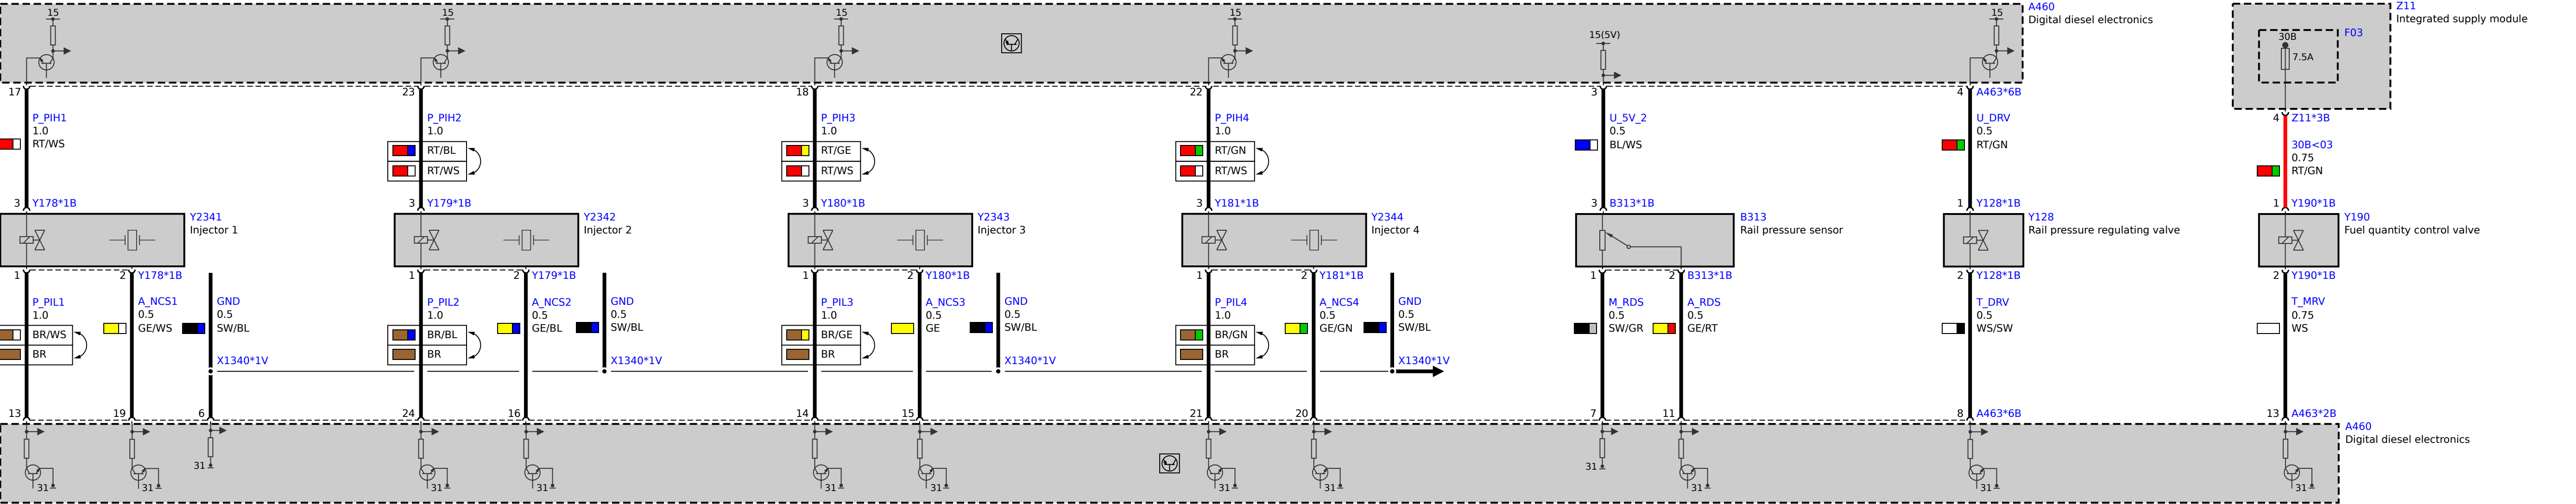 15
15
15
15
15(5V)
15
A460
Digital diesel electronics
Z11
Integrated supply module
F03
30B
7.5A
17
23
18
22
3
4
A463*6B
4
Z11*3B
P_PIH1
1.0
RT/WS
P_PIH2
1.0
RT/BL
RT/WS
P_PIH3
1.0
RT/GE
RT/WS
P_PIH4
1.0
RT/GN
RT/WS
U_5V_2
0.5
BL/WS
U_DRV
0.5
RT/GN
30B<03
0.75
RT/GN
3
Y178*1B
3
Y179*1B
3
Y180*1B
3
Y181*1B
3
B313*1B
1
Y128*1B
1
Y190*1B
Y2341
Injector 1
Y2342
Injector 2
Y2343
Injector 3
Y2344
Injector 4
B313
Rail pressure sensor
Y128
Rail pressure regulating valve
Y190
Fuel quantity control valve
1
2
Y178*1B
1
2
Y179*1B
1
2
Y180*1B
1
2
Y181*1B
1
2
B313*1B
2
Y128*1B
2
Y190*1B
P_PIL1
1.0
BR/WS
BR
A_NCS1
0.5
GE/WS
GND
0.5
SW/BL
X1340*1V
P_PIL2
1.0
BR/BL
BR
A_NCS2
0.5
GE/BL
GND
0.5
SW/BL
X1340*1V
P_PIL3
1.0
BR/GE
BR
A_NCS3
0.5
GE
GND
0.5
SW/BL
X1340*1V
P_PIL4
1.0
BR/GN
BR
A_NCS4
0.5
GE/GN
GND
0.5
SW/BL
X1340*1V
M_RDS
0.5
SW/GR
A_RDS
0.5
GE/RT
T_DRV
0.5
WS/SW
T_MRV
0.75
WS
13
19
6
24
16
14
15
21
20
7
11
8
A463*6B
13
A463*2B
A460
Digital diesel electronics
31
31
31
31
31
31
31
31
31
31
31
31
31